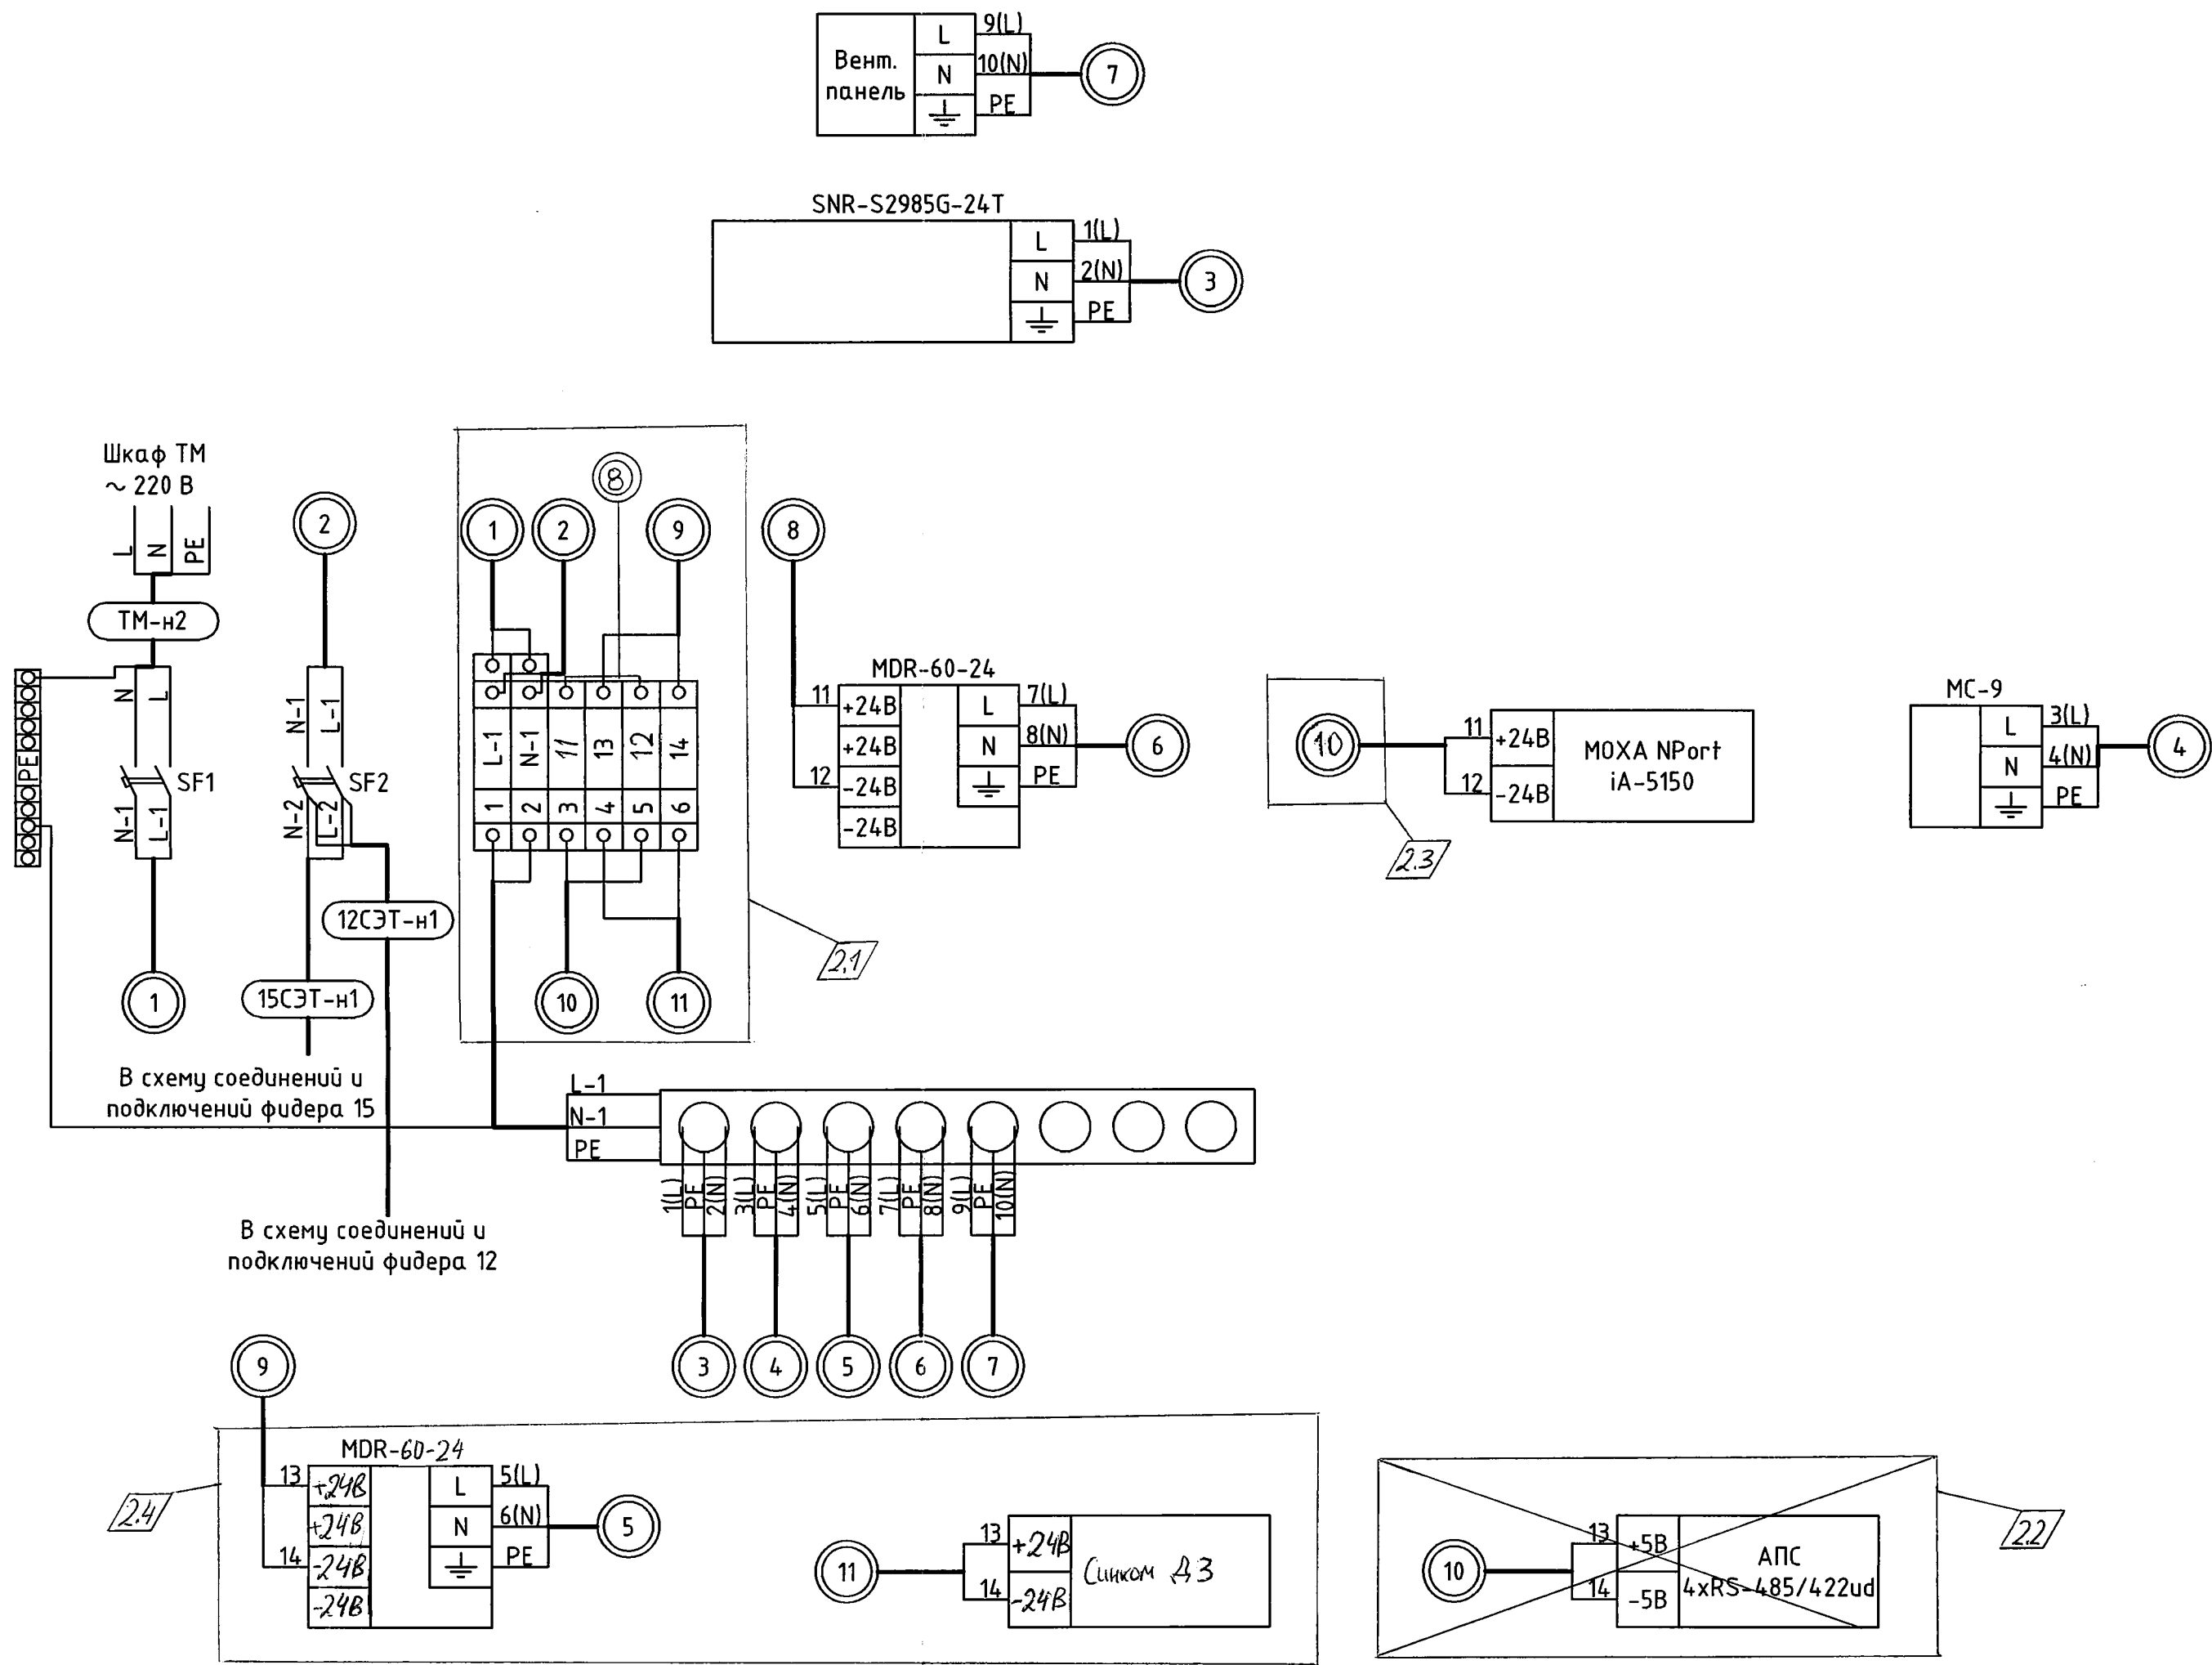 Вент.
панель
L
N
9(L)
10(N)
PE
7
SNR-S2985G-24T
L
N
1(L)
2(N)
PE
3
Шкаф ТМ
~ 220 В
L
N
PE
ТМ-н2
N
L
SF1
N-1
L-1
1
PE
2
N-1
L-1
SF2
N-2
L-2
12СЭТ-н1
15СЭТ-н1
В схему соединений и
подключений фидера 15
В схему соединений и
подключений фидера 12
8
1
2
9
L-1
N-1
11
13
12
14
1
2
3
4
5
6
10
11
2.1
8
MDR-60-24
11
12
+24В
+24В
-24В
-24В
L
N
7(L)
8(N)
PE
6
10
2.3
11
12
+24В
-24В
MOXA NPort
iA-5150
МС-9
L
N
3(L)
4(N)
PE
4
L-1
N-1
PE
1(L)
PE
2(N)
3(L)
PE
4(N)
5(L)
PE
6(N)
7(L)
PE
8(N)
9(L)
PE
10(N)
3
4
5
6
7
9
2.4
MDR-60-24
13
14
+24В
+24В
-24В
-24В
L
N
5(L)
6(N)
PE
5
11
13
14
+24В
-24В
Синком ДЗ
10
13
14
+5В
-5В
АПС
4xRS-485/422ud
2.2